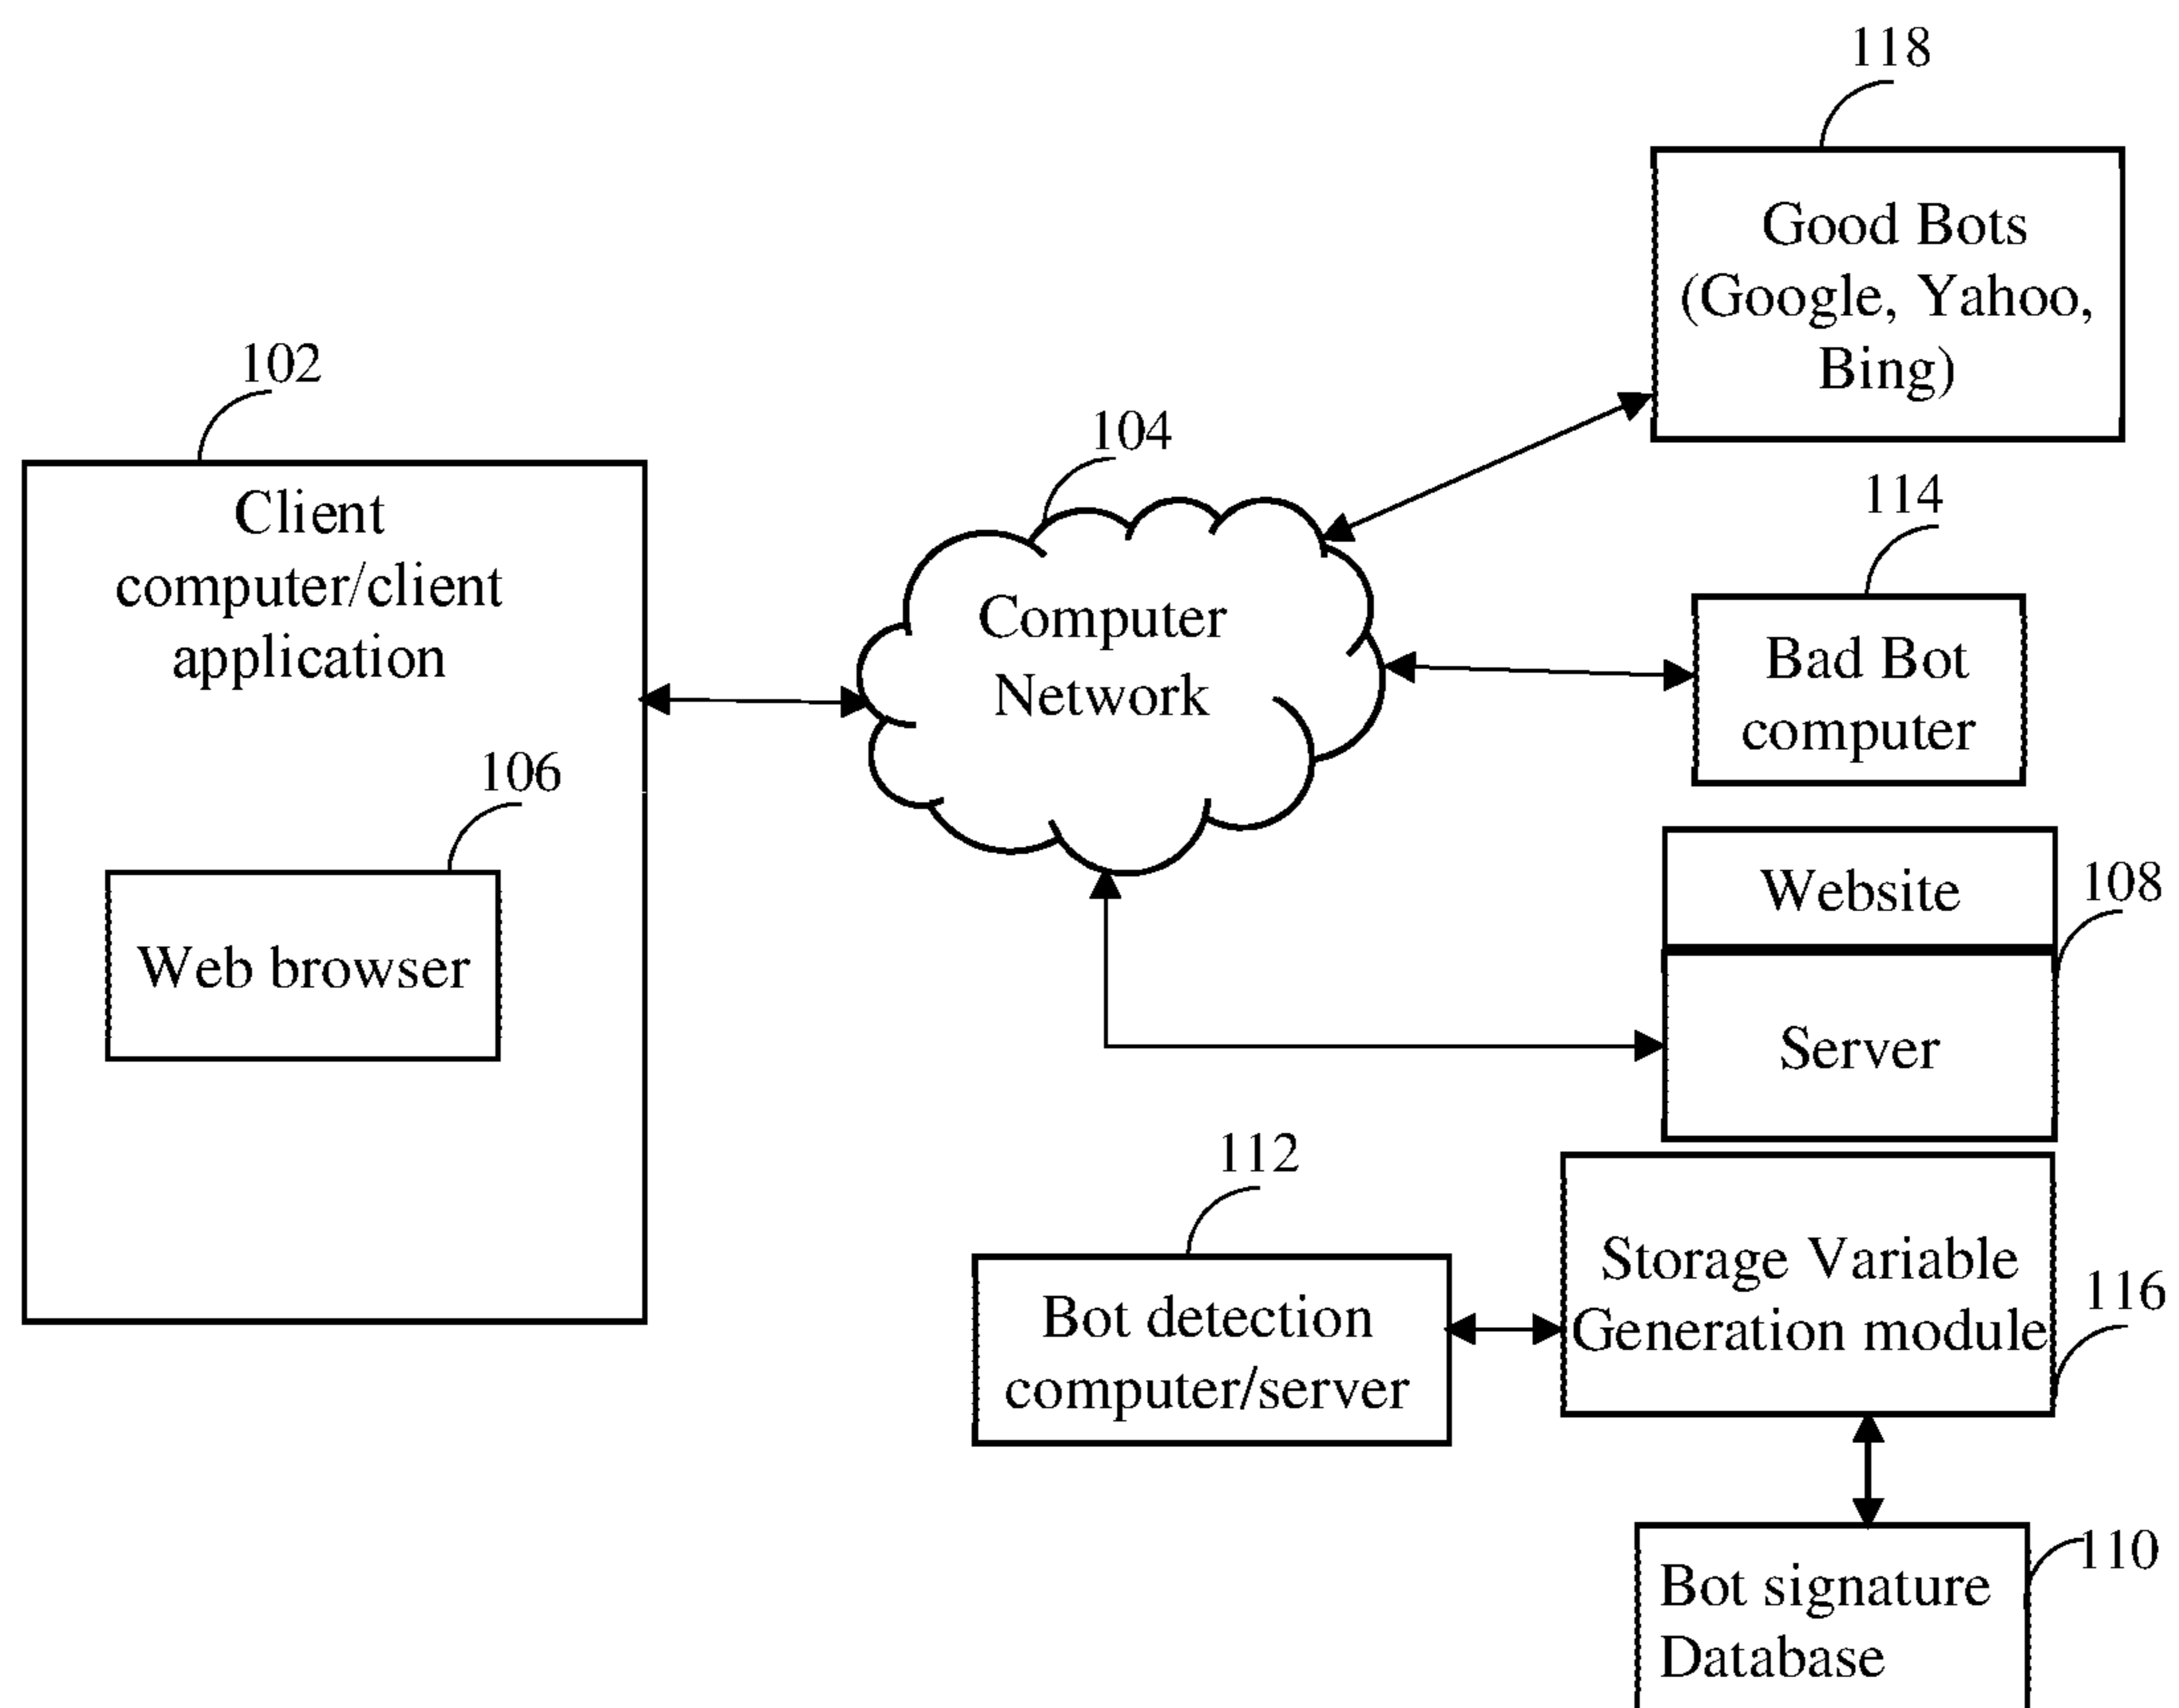 118
Good Bots
(Google, Yahoo,
Bing)
102
Client
computer/client
application
104
Computer
Network
114
Bad Bot
computer
106
Web browser
Website
108
Server
112
Bot detection
computer/server
Storage Variable
Generation module
116
110
Bot signature
Database